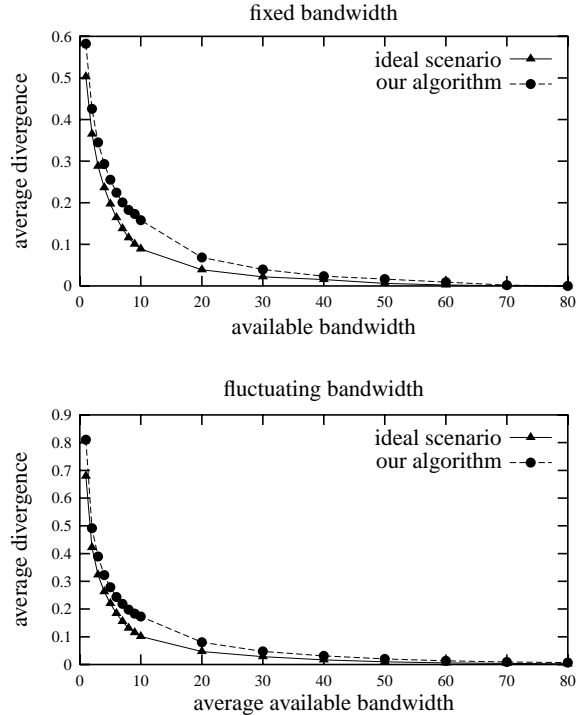 fixed bandwidth
0.6
0.5
0.4
0.3
0.2
0.1
0
average divergence
ideal scenario
our algorithm
0 10 20 30 40 50 60 70 80
available bandwidth
fluctuating bandwidth
0.9
0.8
0.7
0.6
0.5
0.4
0.3
0.2
0.1
0
average divergence
ideal scenario
our algorithm
0 10 20 30 40 50 60 70 80
average available bandwidth